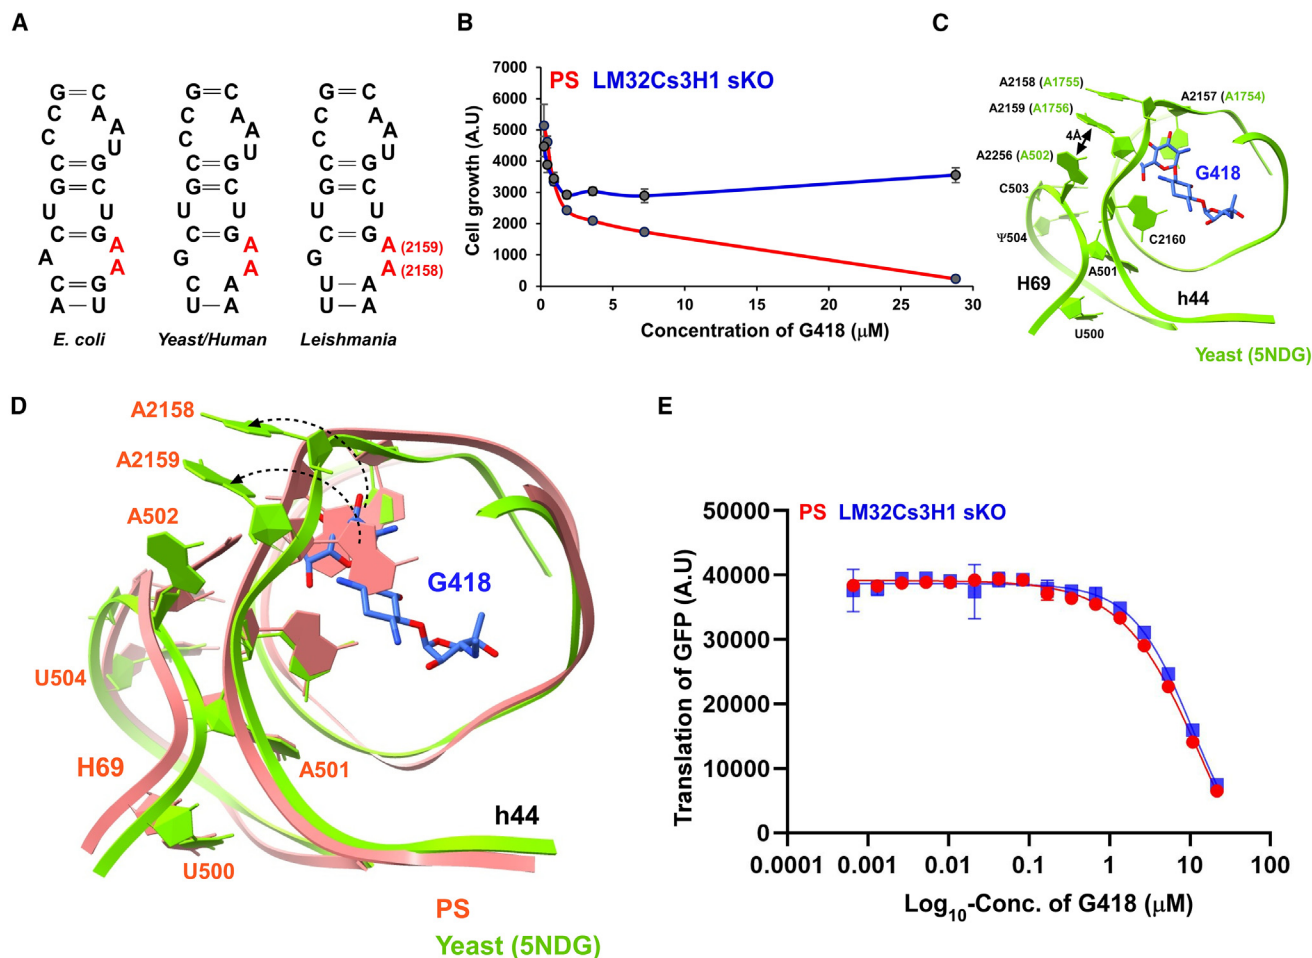 A
G C
C A A
C U
C G
G C
U U
C G A
A A
C G
A U
E. coli
G C
C A
C A
C U
G G
U C
C U
G G A
C A
U A A
Yeast/Human
G C
C A
C A
C U
G G
U C
C U
G G A (2159)
U A (2158)
U A A
Leishmania
B
PS LM32Cs3H1 sKO
Cell growth (A.U)
7000
6000
5000
4000
3000
2000
1000
0
0 5 10 15 20 25 30
Concentration of G418 (μM)
C
A2158 (A1755)
A2159 (A1756)
A2157 (A1754)
4Å
A2256 (A502)
G418
C503
Ψ504
C2160
A501
H69
h44
U500
Yeast (5NDG)
D
A2158
A2159
A502
G418
U504
H69
A501
h44
U500
PS
Yeast (5NDG)
E
PS LM32Cs3H1 sKO
Translation of GFP (A.U)
50000
40000
30000
20000
10000
0
0.0001 0.001 0.01 0.1 1 10 100
Log10-Conc. of G418 (μM)